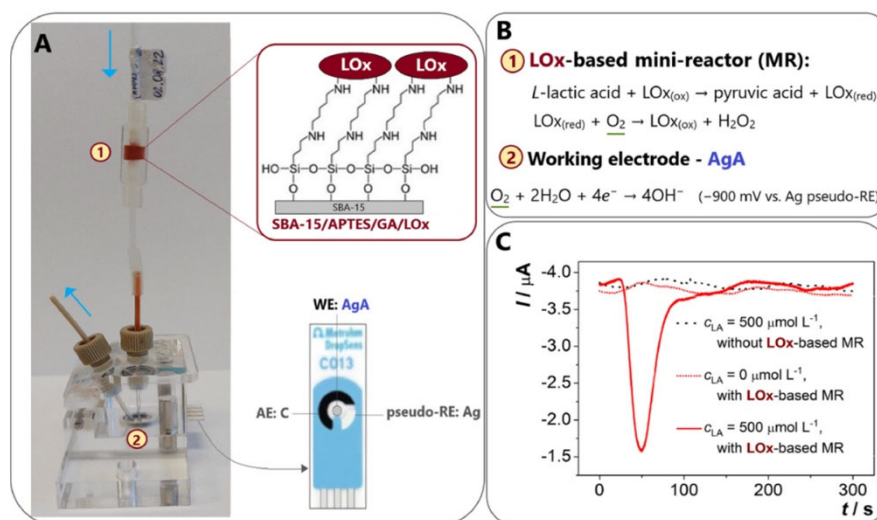 A
1
LOx LOx
NH NH NH NH
NH NH NH NH
HO Si O Si O Si O Si OH
O O O O
SBA-15
SBA-15/APTES/GA/LOx
WE: AgA
Metrohm
DropSens
C013
AE: C
pseudo-RE: Ag
2
B
1 LOx-based mini-reactor (MR):
L-lactic acid + LOx(ox) → pyruvic acid + LOx(red)
LOx(red) + O2 → LOx(ox) + H2O2
2 Working electrode - AgA
O2 + 2H2O + 4e− → 4OH− (−900 mV vs. Ag pseudo-RE)
C
I / μA
-4.0
-3.5
-3.0
-2.5
-2.0
-1.5
cLA = 500 μmol L-1,
without LOx-based MR
cLA = 0 μmol L-1,
with LOx-based MR
cLA = 500 μmol L-1,
with LOx-based MR
0 100 200 300
t / s